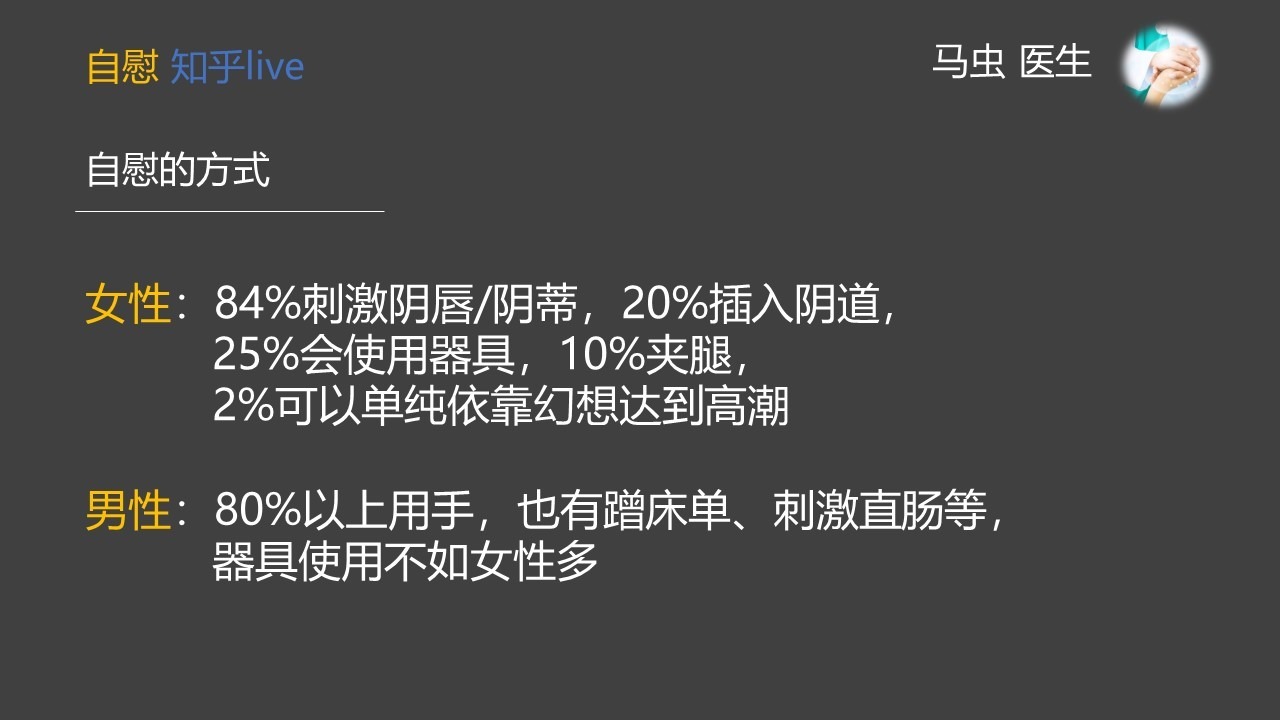 自慰 知乎live
马虫 医生
自慰的方式
女性：84%刺激阴唇/阴蒂，20%插入阴道，
25%会使用器具，10%夹腿，
2%可以单纯依靠幻想达到高潮
男性：80%以上用手，也有蹭床单、刺激直肠等，
器具使用不如女性多